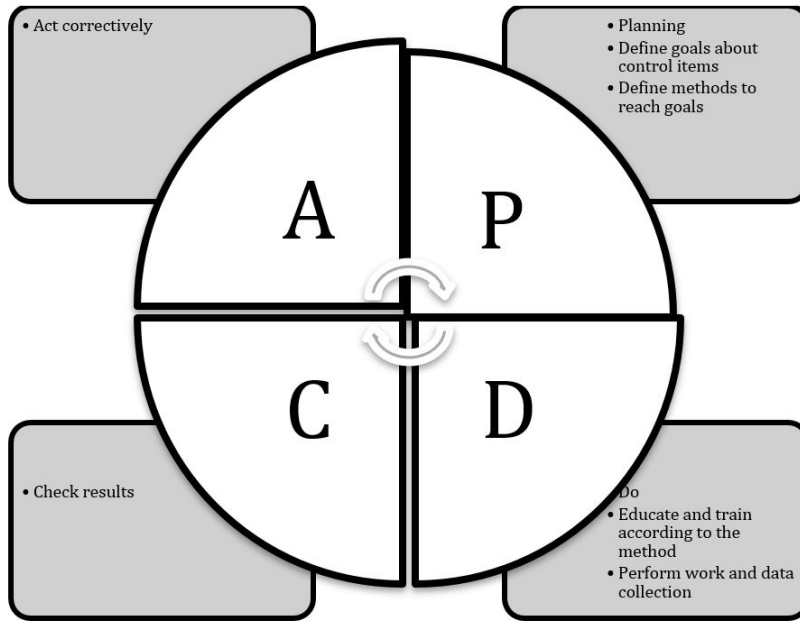 • Act correctively
• Planning
• Define goals about
control items
• Define methods to
reach goals
A
P
C
D
• Check results
Do
• Educate and train
according to the
method
• Perform work and data
collection